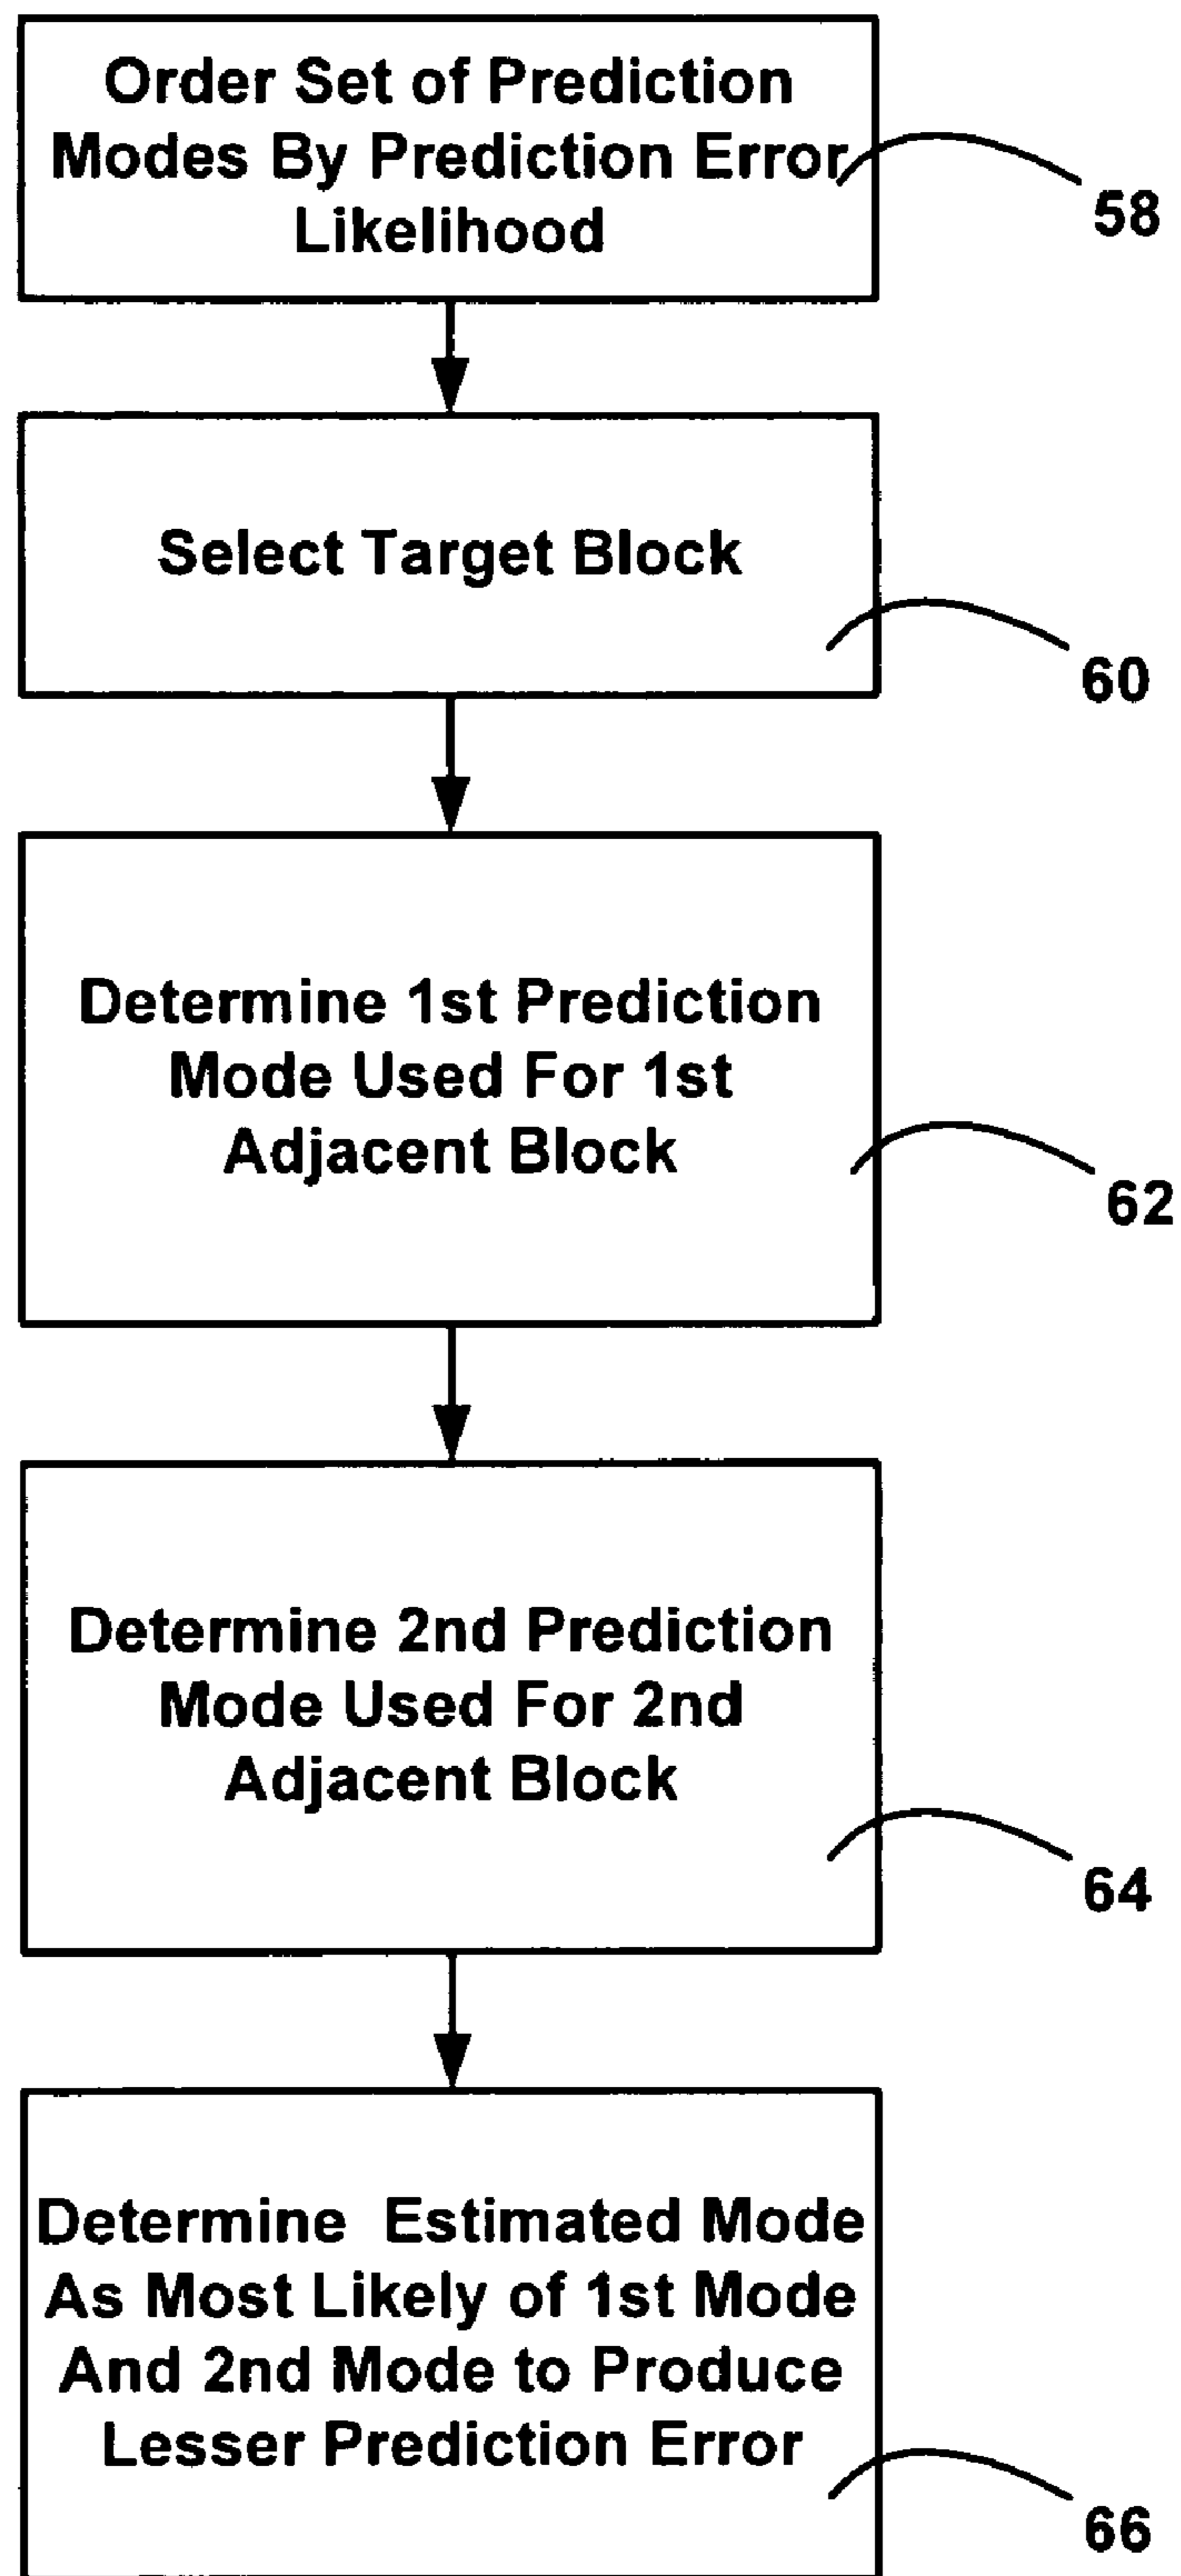 Order Set of Prediction
Modes By Prediction Error
Likelihood
58
Select Target Block
60
Determine 1st Prediction
Mode Used For 1st
Adjacent Block
62
Determine 2nd Prediction
Mode Used For 2nd
Adjacent Block
64
Determine Estimated Mode
As Most Likely of 1st Mode
And 2nd Mode to Produce
Lesser Prediction Error
66